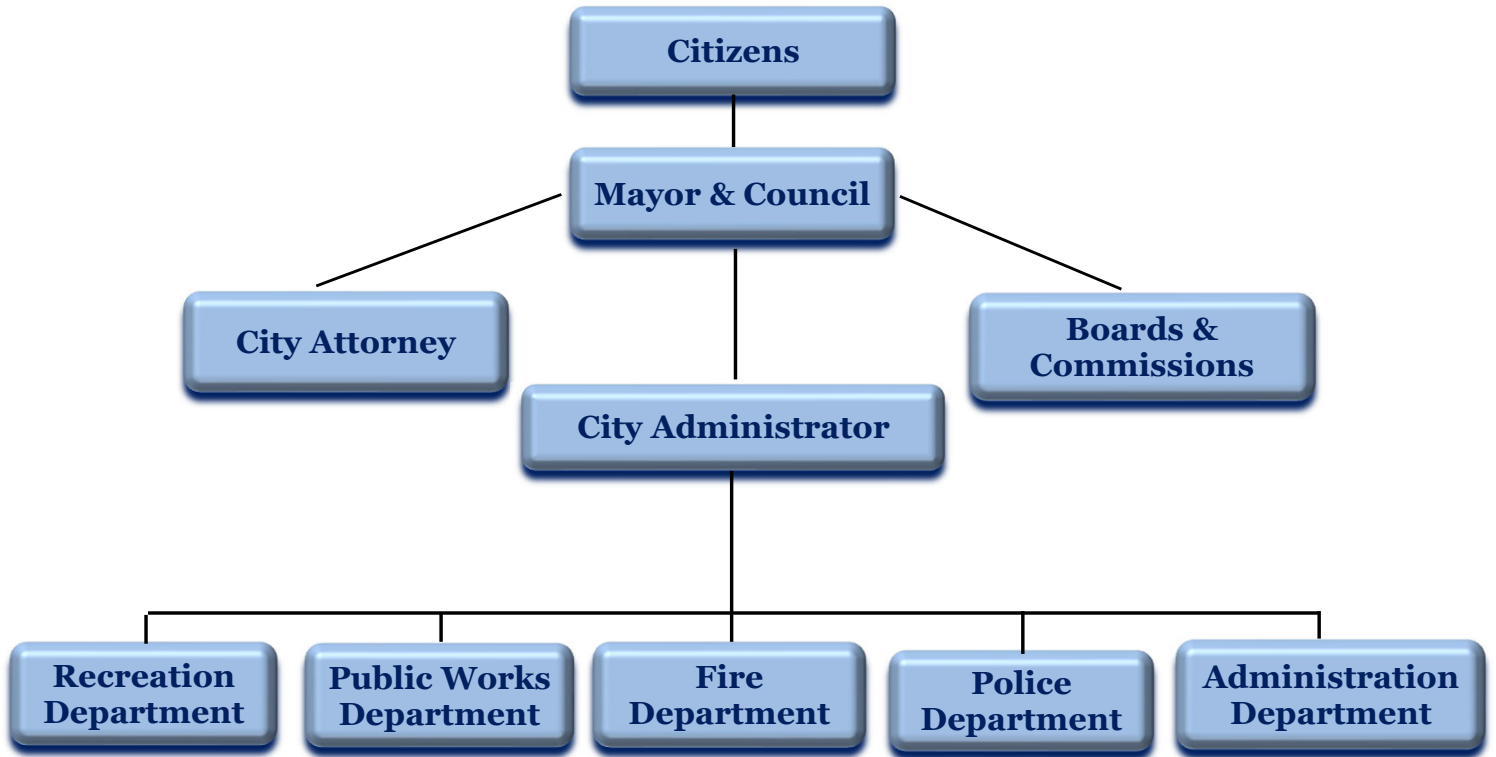 Citizens
Mayor & Council
City Attorney
Boards &
Commissions
City Administrator
Recreation
Department
Public Works
Department
Fire
Department
Police
Department
Administration
Department